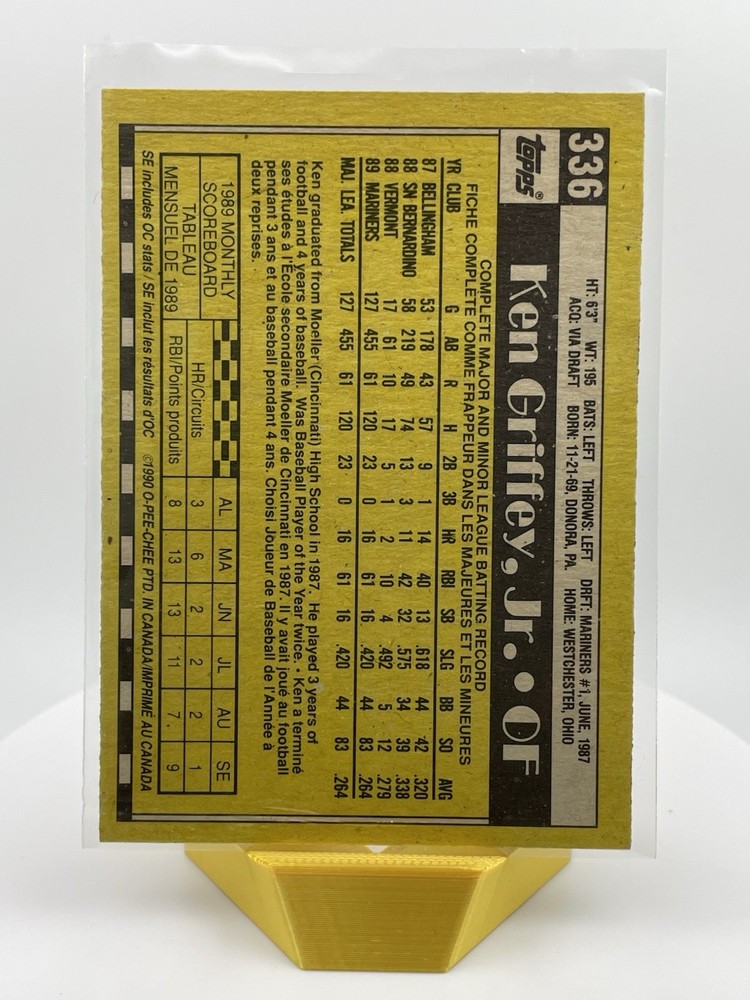 336
topps®
HT: 6'3" WT: 195 BATS: LEFT THROWS: LEFT DRFT: MARINERS #1, JUNE, 1987
ACQ: VIA DRAFT BORN: 11-21-69, DONORA, PA. HOME: WESTCHESTER, OHIO
Ken Griffey, Jr. • OF
COMPLETE MAJOR AND MINOR LEAGUE BATTING RECORD
FICHE COMPLETE COMME FRAPPEUR DANS LES MAJEURES ET LES MINEURES
YR CLUB G AB R H 2B 3B HR RBI SB SLG BB SO AVG
87 BELLINGHAM 53 178 43 57 9 1 14 40 13 .618 44 42 .320
88 SN BERNARDINO 58 219 49 74 13 3 11 42 32 .575 34 39 .338
88 VERMONT 17 61 10 17 5 1 2 10 4 .492 5 12 .279
89 MARINERS 127 455 61 120 23 0 16 61 16 .420 44 83 .264
MAJ. LEA. TOTALS 127 455 61 120 23 0 16 61 16 .420 44 83 .264
Ken graduated from Moeller (Cincinnati) High School in 1987. He played 3 years of
football and 4 years of baseball. Was Baseball Player of the Year twice. • Ken a terminé
ses études à l'École secondaire Moeller de Cincinnati en 1987. Il y avait joué au football
pendant 3 ans et au baseball pendant 4 ans. Choisi Joueur de Baseball de l'Année à
deux reprises.
1989 MONTHLY
SCOREBOARD
TABLEAU
MENSUEL DE 1989
AL MA JN JL AU SE
HR/Circuits 3 6 2 2 2 1
RBI/Points produits 8 13 13 11 7 9
SE includes OC stats / SE inclut les résultats d'OC ©1990 O-PEE-CHEE PTD. IN CANADA/IMPRIMÉ AU CANADA